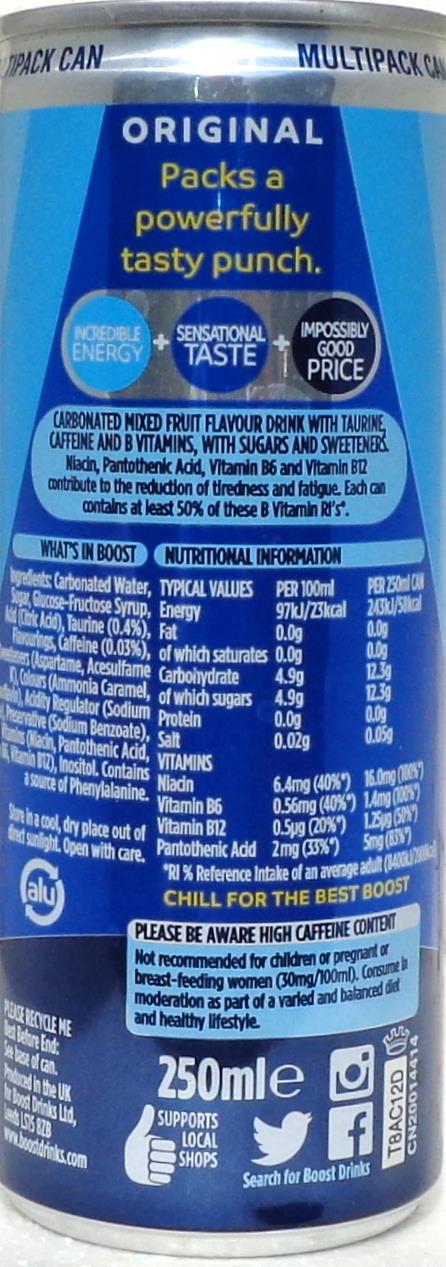 TIPACK CAN
MULTIPACK CA
ORIGINAL
Packs a
powerfully
tasty punch.
INCREDIBLE
ENERGY
+
SENSATIONAL
TASTE
+
IMPOSSIBLY
GOOD
PRICE
CARBONATED MIXED FRUIT FLAVOUR DRINK WITH TAURINE,
CAFFEINE AND B VITAMINS, WITH SUGARS AND SWEETENERS.
Niacin, Pantothenic Acid, Vitamin B6 and Vitamin B12
contribute to the reduction of tiredness and fatigue. Each can
contains at least 50% of these B Vitamin RI's*.
WHAT'S IN BOOST
Ingredients: Carbonated Water,
Sugar, Glucose-Fructose Syrup,
Acid (Citric Acid), Taurine (0.4%),
Flavourings, Caffeine (0.03%),
(Aspartame, Acesulfame
K), Colours (Ammonia Caramel,
Acidity Regulator (Sodium
Preservative (Sodium Benzoate),
Vitamins (Niacin, Pantothenic Acid,
B6, Vitamin B12), Inositol. Contains
a source of Phenylalanine.
Store in a cool, dry place out of
direct sunlight. Open with care.
alu
NUTRITIONAL INFORMATION
TYPICAL VALUES PER 100ml PER 250ml CAN
Energy 97kJ/23kcal 243kJ/58kcal
Fat 0.0g 0.0g
of which saturates 0.0g 0.0g
Carbohydrate 4.9g 12.3g
of which sugars 4.9g 12.3g
Protein 0.0g 0.0g
Salt 0.02g 0.05g
VITAMINS
Niacin 6.4mg (40%*) 16.0mg (100%*)
Vitamin B6 0.56mg (40%*) 1.4mg (100%*)
Vitamin B12 0.5µg (20%*) 1.25µg (50%*)
Pantothenic Acid 2mg (33%*) 5mg (83%*)
*RI % Reference Intake of an average adult (8400kJ/2000kcal)
CHILL FOR THE BEST BOOST
PLEASE BE AWARE HIGH CAFFEINE CONTENT
Not recommended for children or pregnant or
breast-feeding women (30mg/100ml). Consume in
moderation as part of a varied and balanced diet
and healthy lifestyle.
PLEASE RECYCLE ME
Best Before End:
See base of can.
Produced in the UK
for Boost Drinks Ltd,
Leeds LS15 8ZB
www.boostdrinks.com
250ml e
SUPPORTS
LOCAL
SHOPS
Search for Boost Drinks
T8AC12D
CN20014414